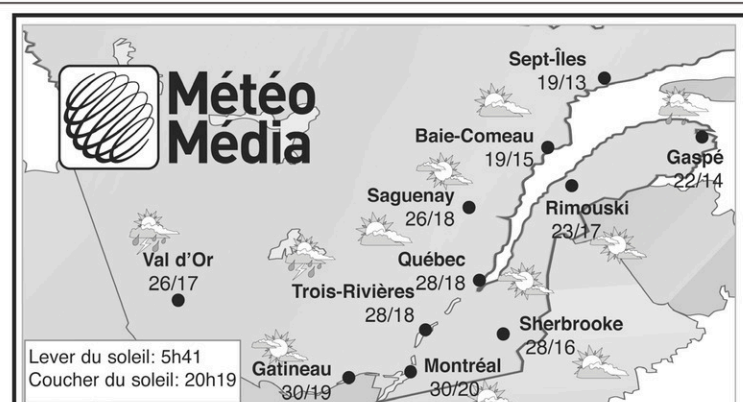 Météo
Média
Sept-Îles
19/13
Baie-Comeau
19/15
Gaspé
22/14
Saguenay
26/18
Rimouski
23/17
Val d'Or
26/17
Québec
28/18
Trois-Rivières
28/18
Sherbrooke
28/16
Lever du soleil: 5h41
Coucher du soleil: 20h19
Gatineau
30/19
Montréal
30/20